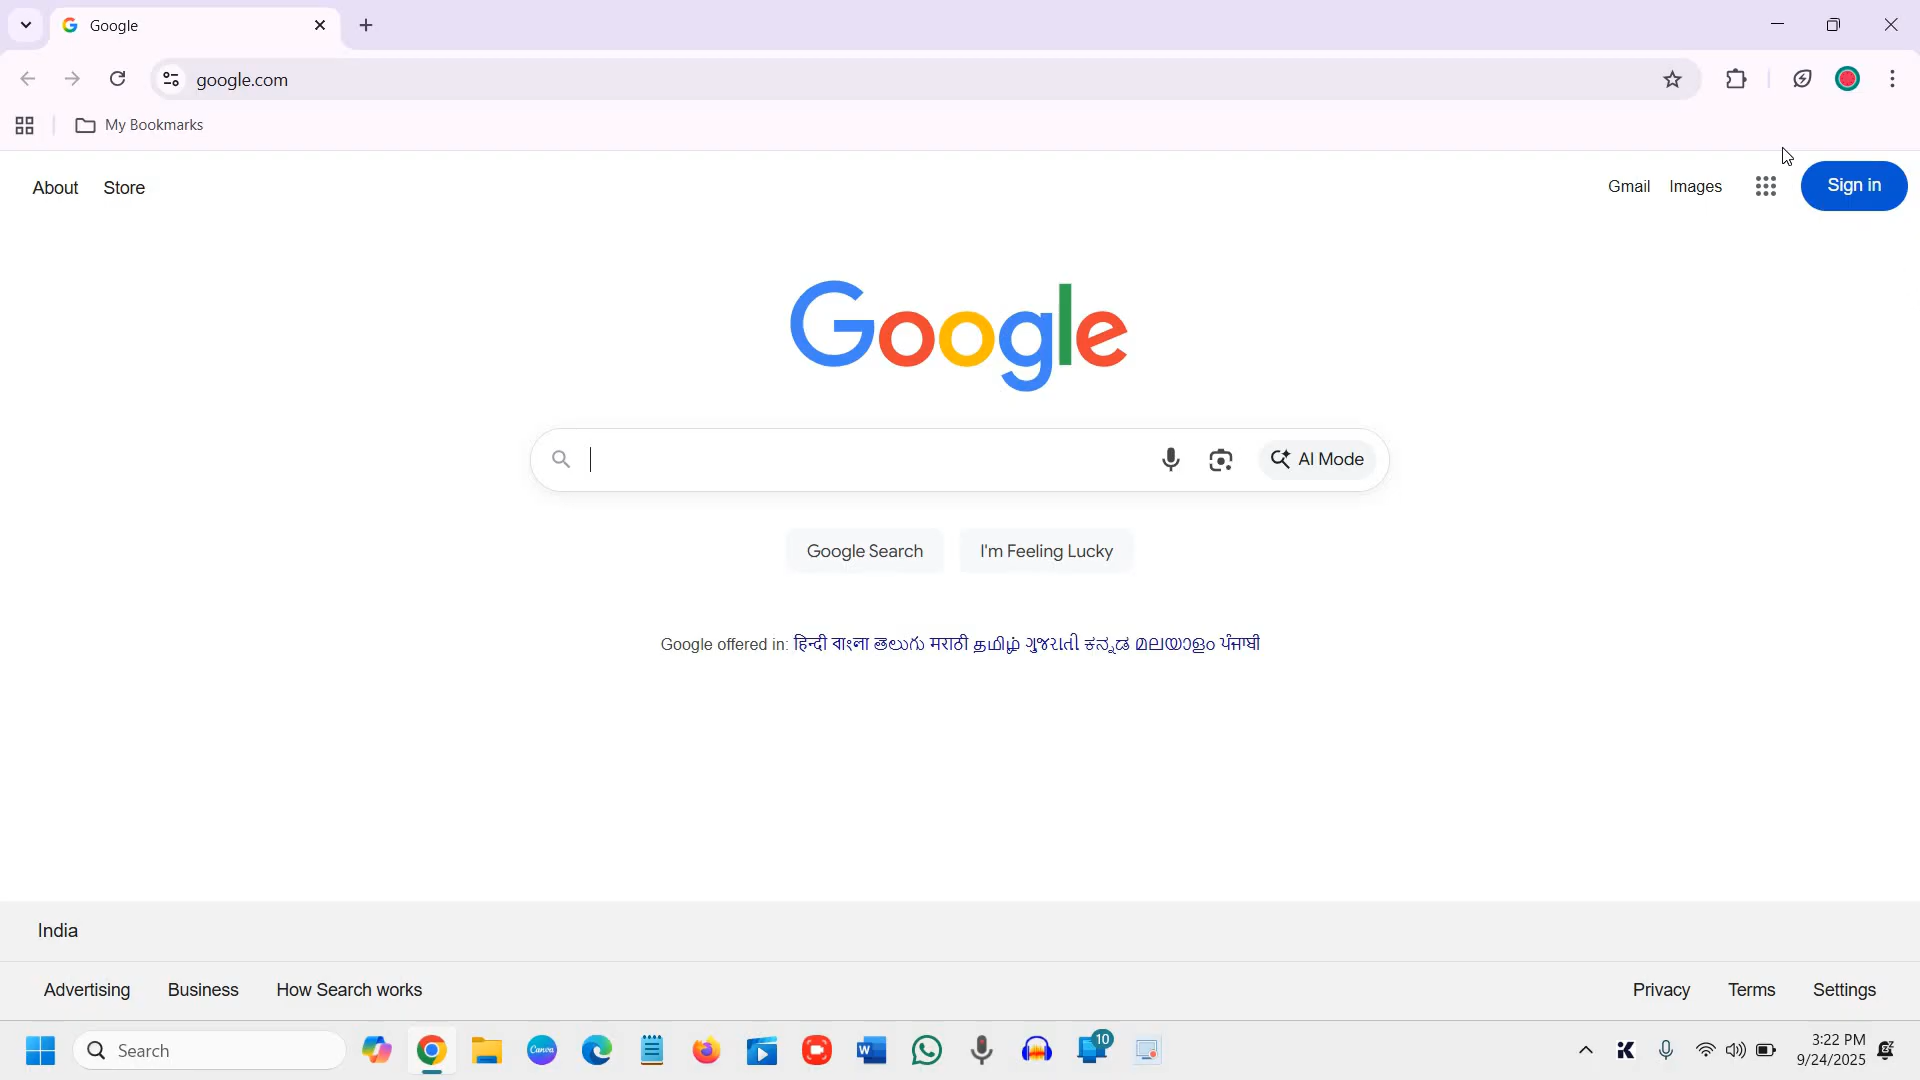 Google
google.com
My Bookmarks
About Store Gmail Images Sign in
Google
AI Mode
Google Search I'm Feeling Lucky
Google offered in: हिन्दी বাংলা తెలుగు मराठी தமிழ் ગુજરાતી ಕನ್ನಡ മലയാളം ਪੰਜਾਬੀ
India
Advertising Business How Search works Privacy Terms Settings
Search Canva 10 3:22 PM
9/24/2025